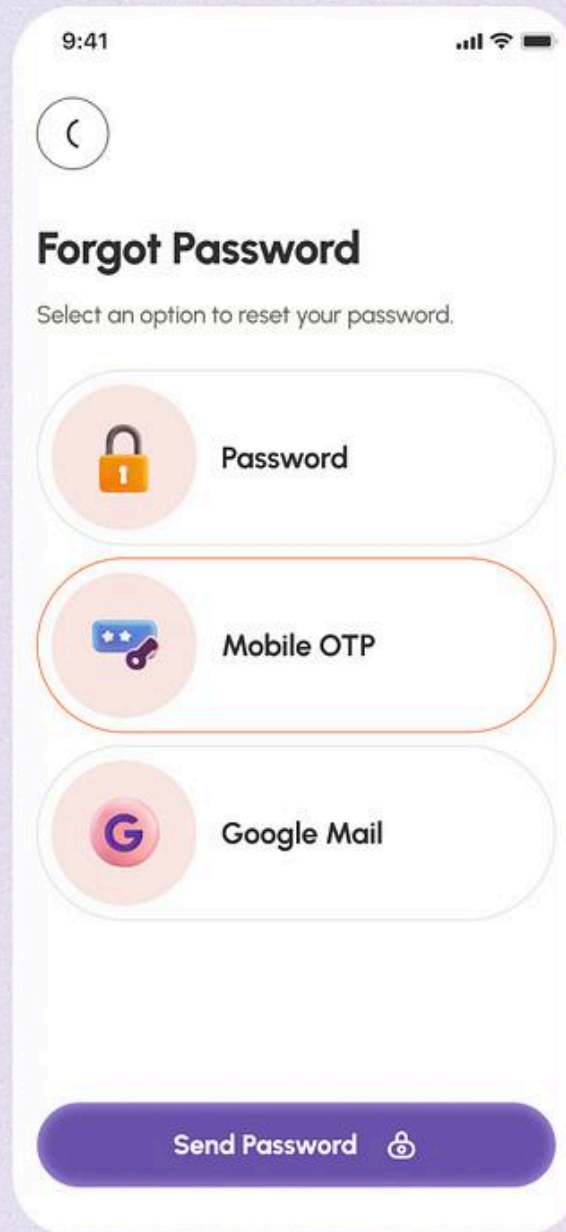 9:41
Forgot Password
Select an option to reset your password.
Password
Mobile OTP
G
Google Mail
Send Password